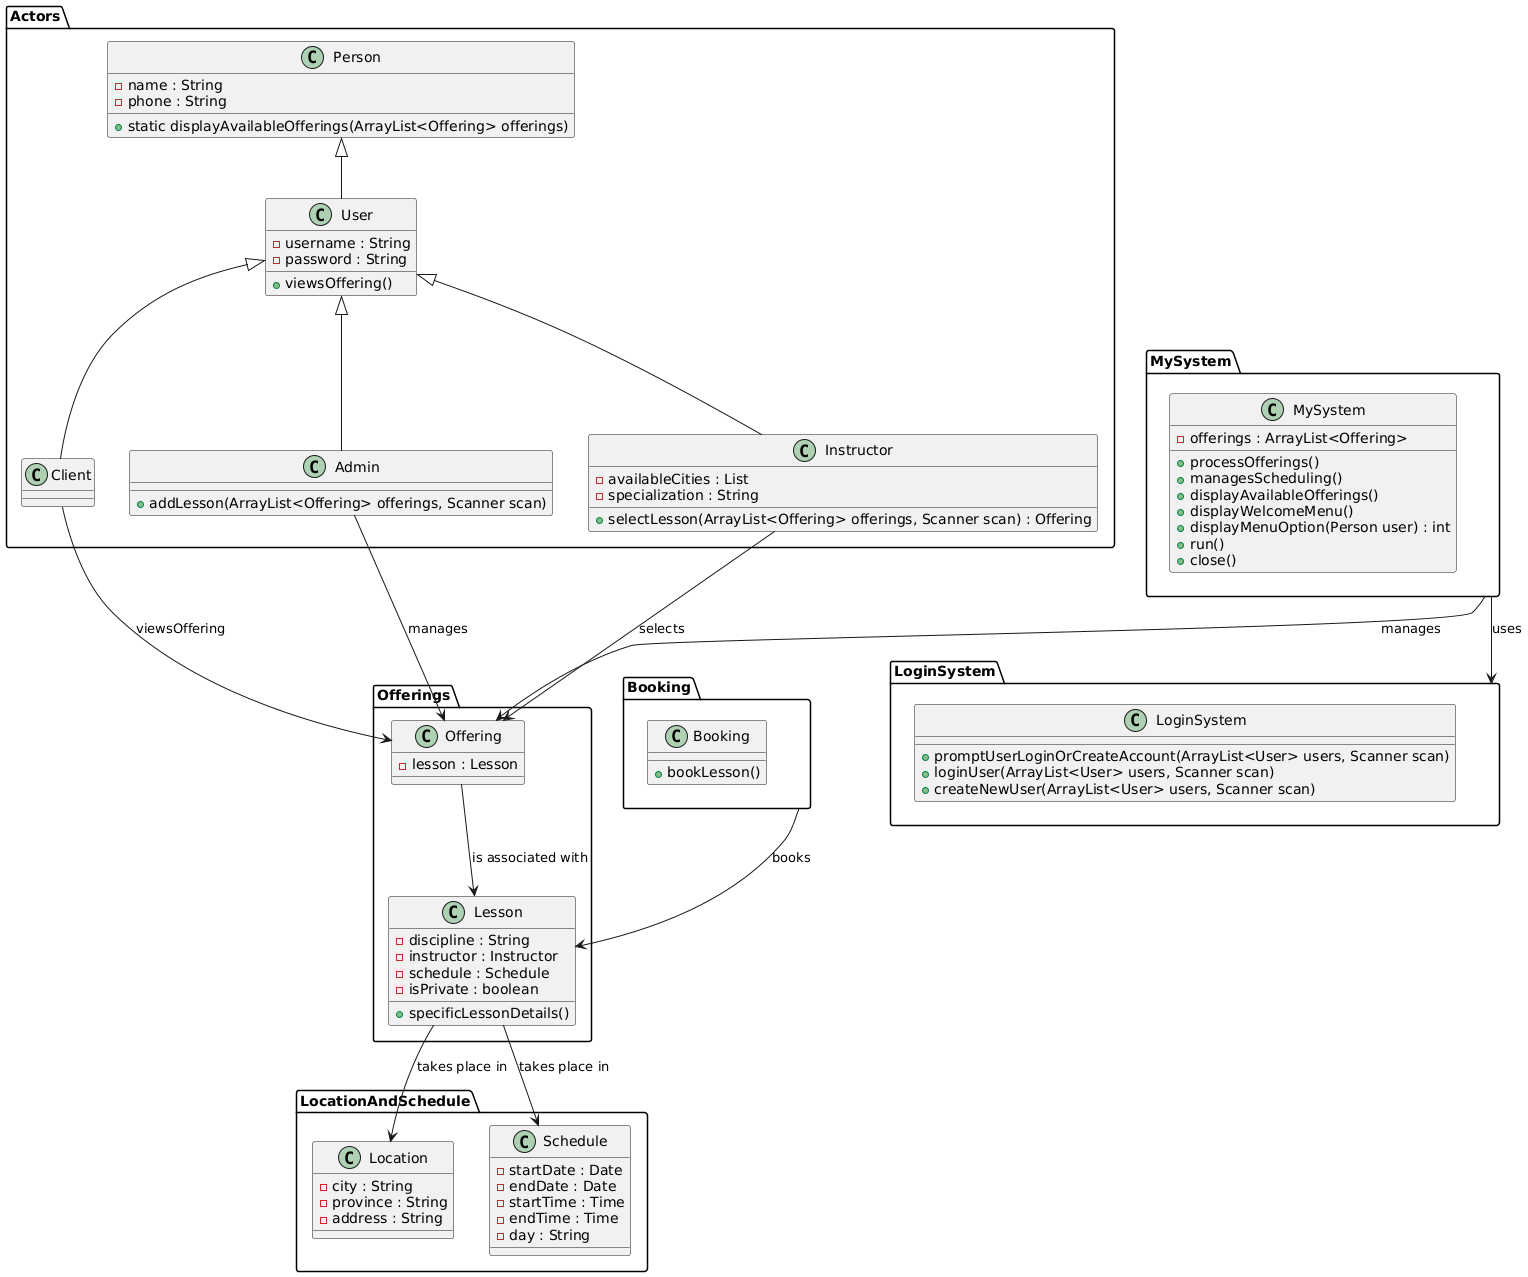 Actors
C Person
name : String
phone : String
static displayAvailableOfferings(ArrayList<Offering> offerings)
C User
username : String
password : String
viewsOffering()
C Client
C Admin
addLesson(ArrayList<Offering> offerings, Scanner scan)
C Instructor
availableCities : List
specialization : String
selectLesson(ArrayList<Offering> offerings, Scanner scan) : Offering
MySystem
C MySystem
offerings : ArrayList<Offering>
processOfferings()
managesScheduling()
displayAvailableOfferings()
displayWelcomeMenu()
displayMenuOption(Person user) : int
run()
close()
viewsOffering
manages
selects
manages
uses
Offerings
C Offering
lesson : Lesson
Booking
C Booking
bookLesson()
LoginSystem
C LoginSystem
promptUserLoginOrCreateAccount(ArrayList<User> users, Scanner scan)
loginUser(ArrayList<User> users, Scanner scan)
createNewUser(ArrayList<User> users, Scanner scan)
is associated with
books
C Lesson
discipline : String
instructor : Instructor
schedule : Schedule
isPrivate : boolean
specificLessonDetails()
takes place in
takes place in
LocationAndSchedule
C Location
city : String
province : String
address : String
C Schedule
startDate : Date
endDate : Date
startTime : Time
endTime : Time
day : String